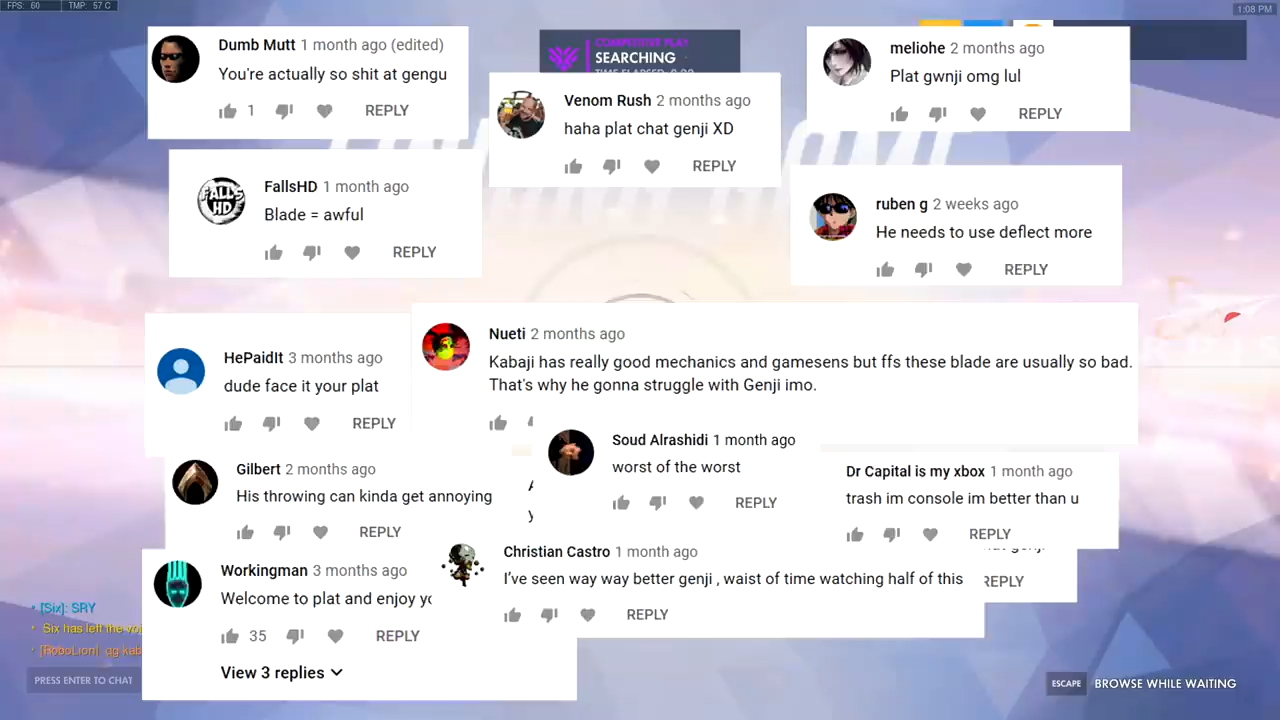 FPS: 60 TMP: 57 C
1:08 PM
Dumb Mutt 1 month ago (edited)
You're actually so shit at gengu
1 REPLY
COMPETITIVE PLAY
SEARCHING
Venom Rush 2 months ago
haha plat chat genji XD
REPLY
meliohe 2 months ago
Plat gwnji omg lul
REPLY
FallsHD 1 month ago
Blade = awful
REPLY
ruben g 2 weeks ago
He needs to use deflect more
REPLY
HePaidIt 3 months ago
dude face it your plat
REPLY
Nueti 2 months ago
Kabaji has really good mechanics and gamesens but ffs these blade are usually so bad.
That's why he gonna struggle with Genji imo.
Soud Alrashidi 1 month ago
worst of the worst
REPLY
Gilbert 2 months ago
His throwing can kinda get annoying
REPLY
Dr Capital is my xbox 1 month ago
trash im console im better than u
REPLY
Christian Castro 1 month ago
I've seen way way better genji , waist of time watching half of this
REPLY
REPLY
Workingman 3 months ago
Welcome to plat and enjoy
35 REPLY
View 3 replies
[Six]: SRY
Six has left the
[RoboLion]: gg
PRESS ENTER TO CHAT
ESCAPE BROWSE WHILE WAITING